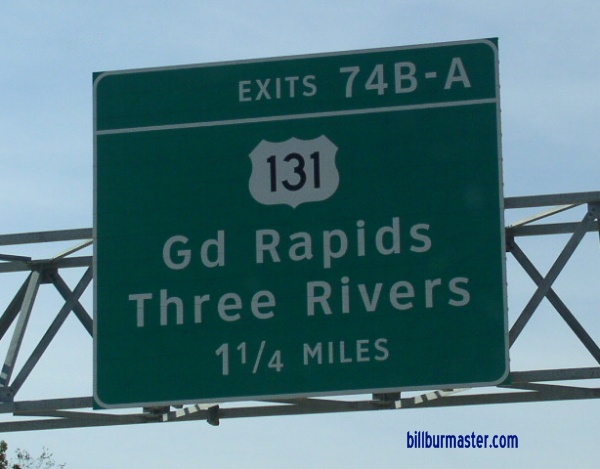 EXITS 74B-A
131
Gd Rapids
Three Rivers
1 1/4 MILES
billburmaster.com